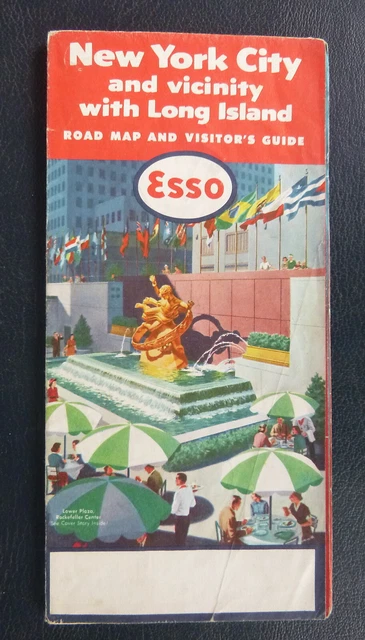 New York City
and vicinity
with Long Island
ROAD MAP AND VISITOR'S GUIDE
Esso
Lower Plaza,
Rockefeller Center
See Cover Story Inside